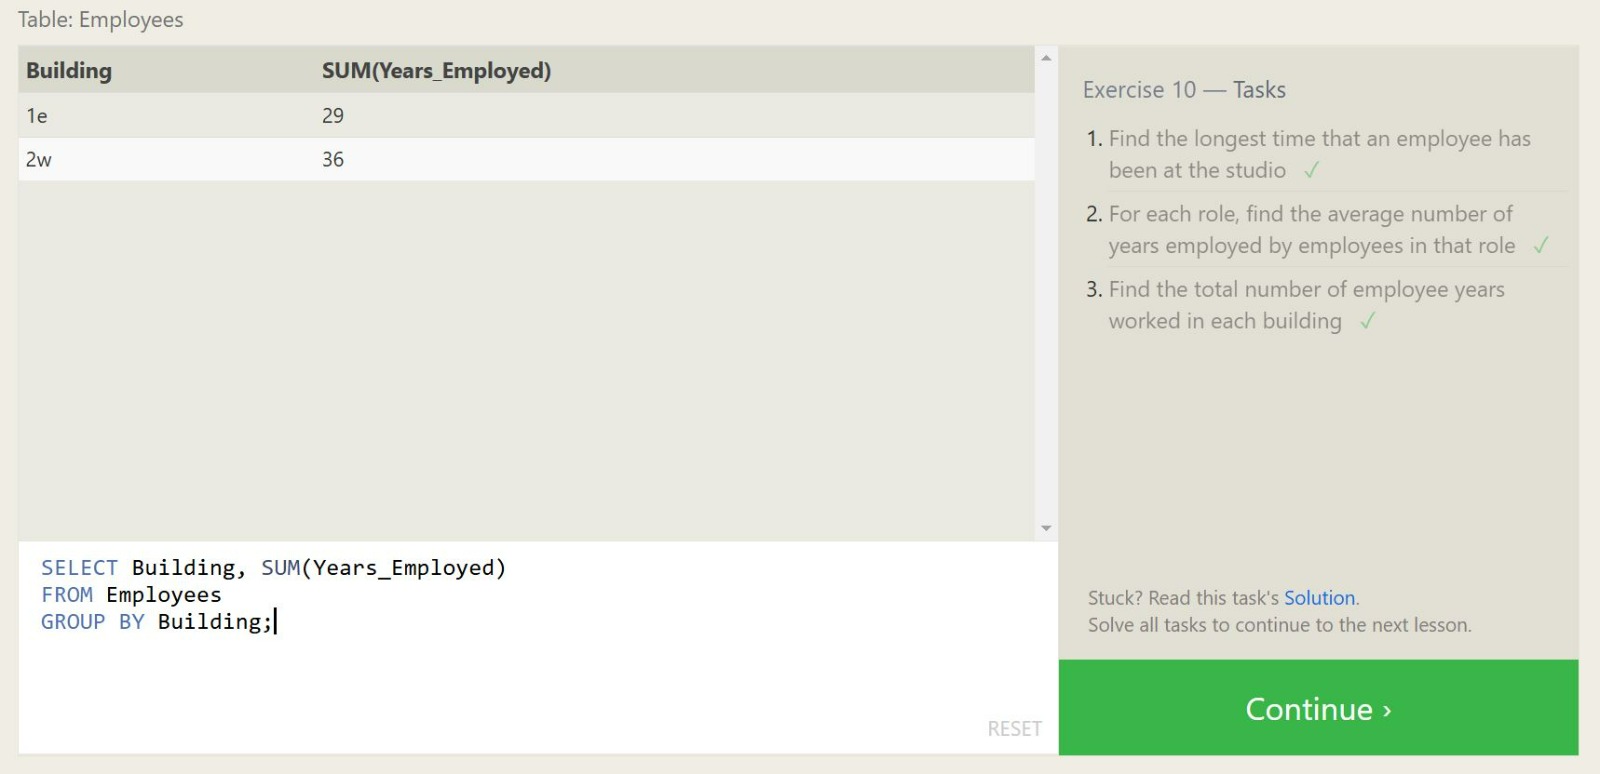 Table: Employees
Building SUM(Years_Employed)
1e 29
2w 36
SELECT Building, SUM(Years_Employed)
FROM Employees
GROUP BY Building;
RESET
Exercise 10 — Tasks
1. Find the longest time that an employee has
been at the studio ✓
2. For each role, find the average number of
years employed by employees in that role ✓
3. Find the total number of employee years
worked in each building ✓
Stuck? Read this task's Solution.
Solve all tasks to continue to the next lesson.
Continue ›